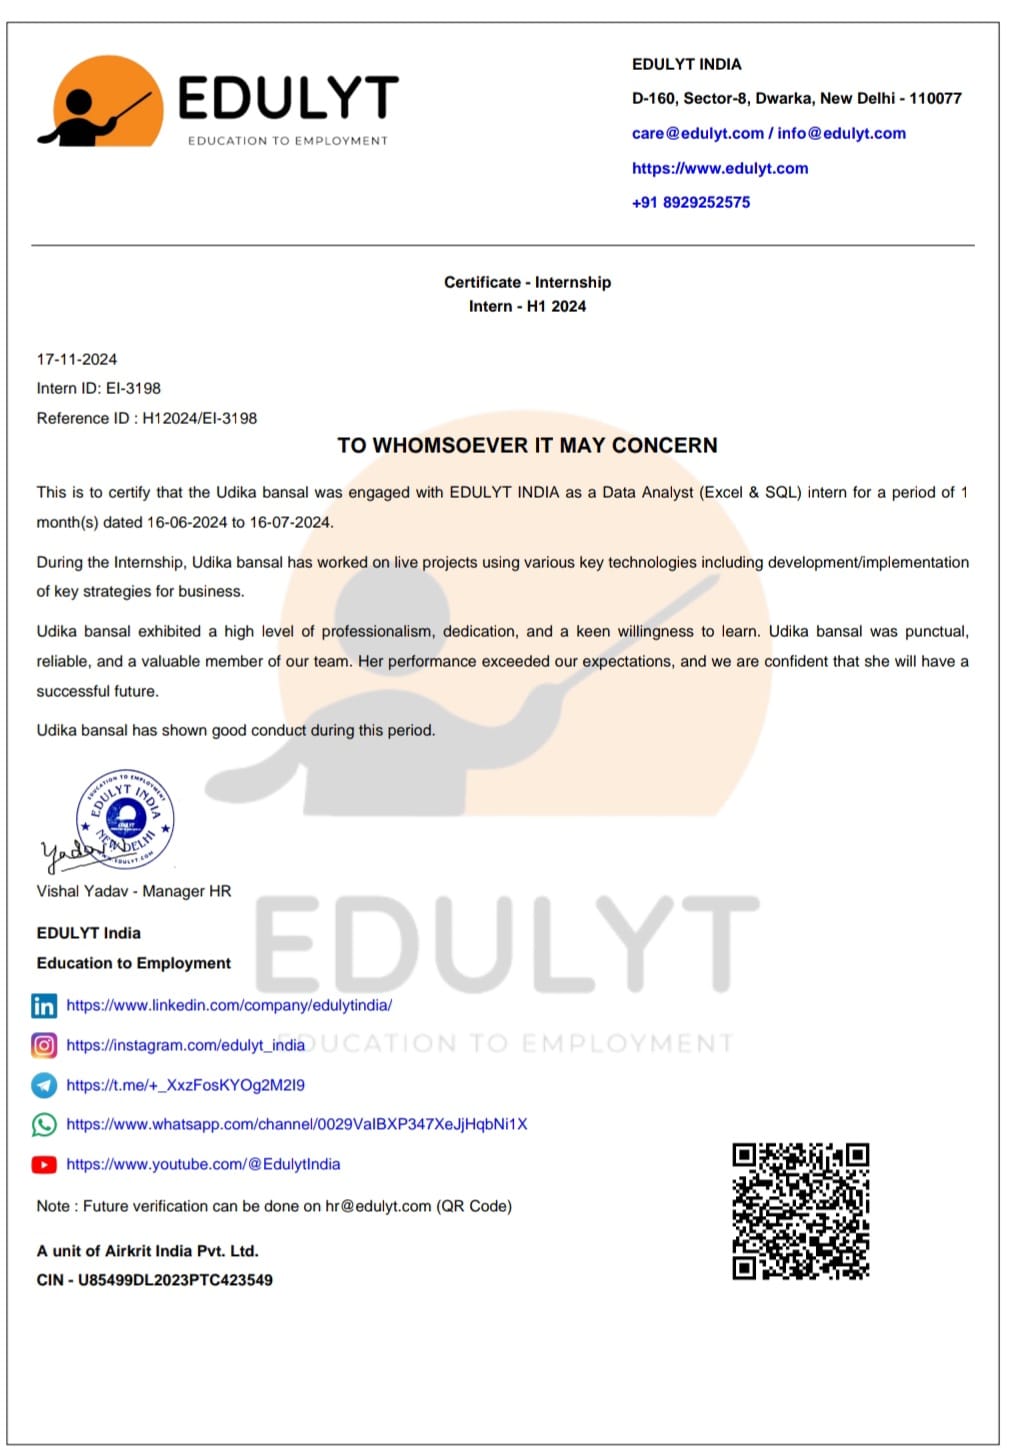 EDULYT
EDUCATION TO EMPLOYMENT
EDULYT INDIA
D-160, Sector-8, Dwarka, New Delhi - 110077
care@edulyt.com / info@edulyt.com
https://www.edulyt.com
+91 8929252575
Certificate - Internship
Intern - H1 2024
17-11-2024
Intern ID: EI-3198
Reference ID : H12024/EI-3198
TO WHOMSOEVER IT MAY CONCERN
This is to certify that the Udika bansal was engaged with EDULYT INDIA as a Data Analyst (Excel & SQL) intern for a period of 1
month(s) dated 16-06-2024 to 16-07-2024.
During the Internship, Udika bansal has worked on live projects using various key technologies including development/implementation
of key strategies for business.
Udika bansal exhibited a high level of professionalism, dedication, and a keen willingness to learn. Udika bansal was punctual,
reliable, and a valuable member of our team. Her performance exceeded our expectations, and we are confident that she will have a
successful future.
Udika bansal has shown good conduct during this period.
EDUCATION TO EMPLOYMENT
EDULYT INDIA
NEW DELHI
WWW.EDULYT.COM
Yadav
Vishal Yadav - Manager HR
EDULYT India
Education to Employment
EDULYT
EDUCATION TO EMPLOYMENT
in https://www.linkedin.com/company/edulytindia/
https://instagram.com/edulyt_india
https://t.me/+_XxzFosKYOg2M2I9
https://www.whatsapp.com/channel/0029VaIBXP347XeJjHqbNi1X
https://www.youtube.com/@EdulytIndia
Note : Future verification can be done on hr@edulyt.com (QR Code)
A unit of Airkrit India Pvt. Ltd.
CIN - U85499DL2023PTC423549